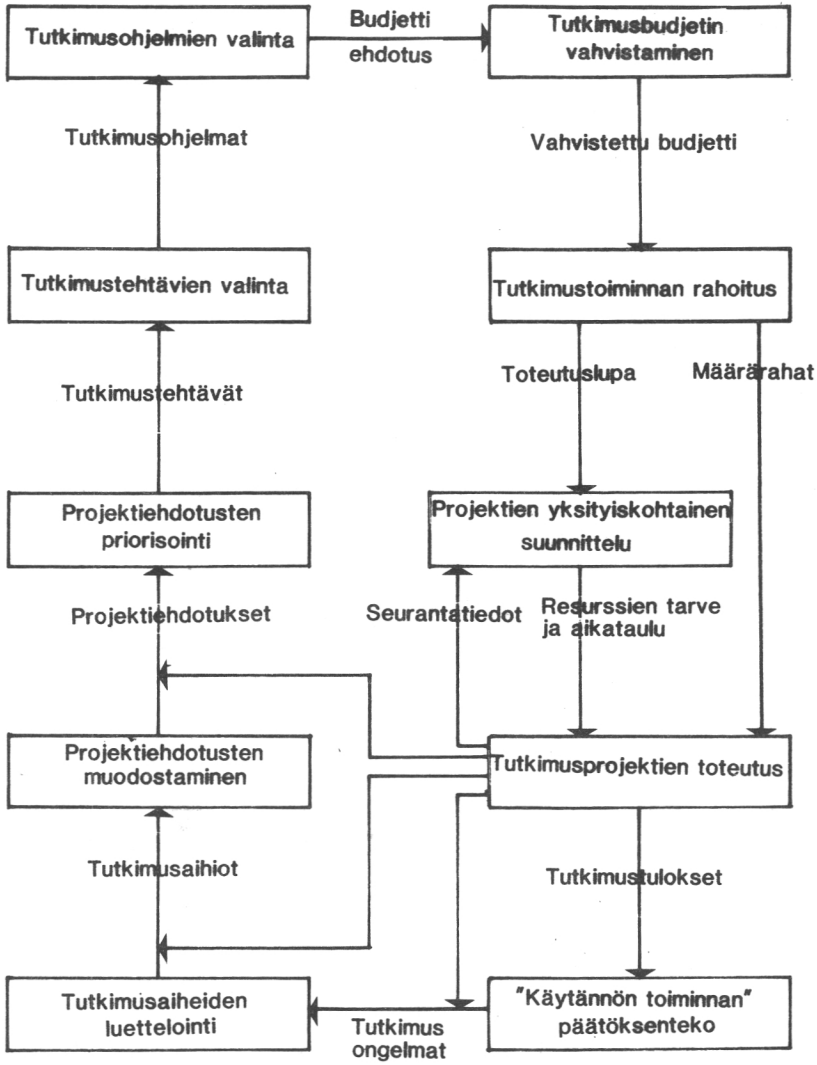 Tutkimusohjelmien valinta
Budjetti
ehdotus
Tutkimusbudjetin
vahvistaminen
Tutkimusohjelmat
Vahvistettu budjetti
Tutkimustehtävien valinta
Tutkimustoiminnan rahoitus
Tutkimustehtävät
Toteutuslupa
Määrärahat
Projektiehdotusten
priorisointi
Projektien yksityiskohtainen
suunnittelu
Projektiehdotukset
Seurantatiedot
Resurssien tarve
ja aikataulu
Projektiehdotusten
muodostaminen
Tutkimusprojektien toteutus
Tutkimusaihiot
Tutkimustulokset
Tutkimusaiheiden
luettelointi
Tutkimus
ongelmat
"Käytännön toiminnan"
päätöksenteko